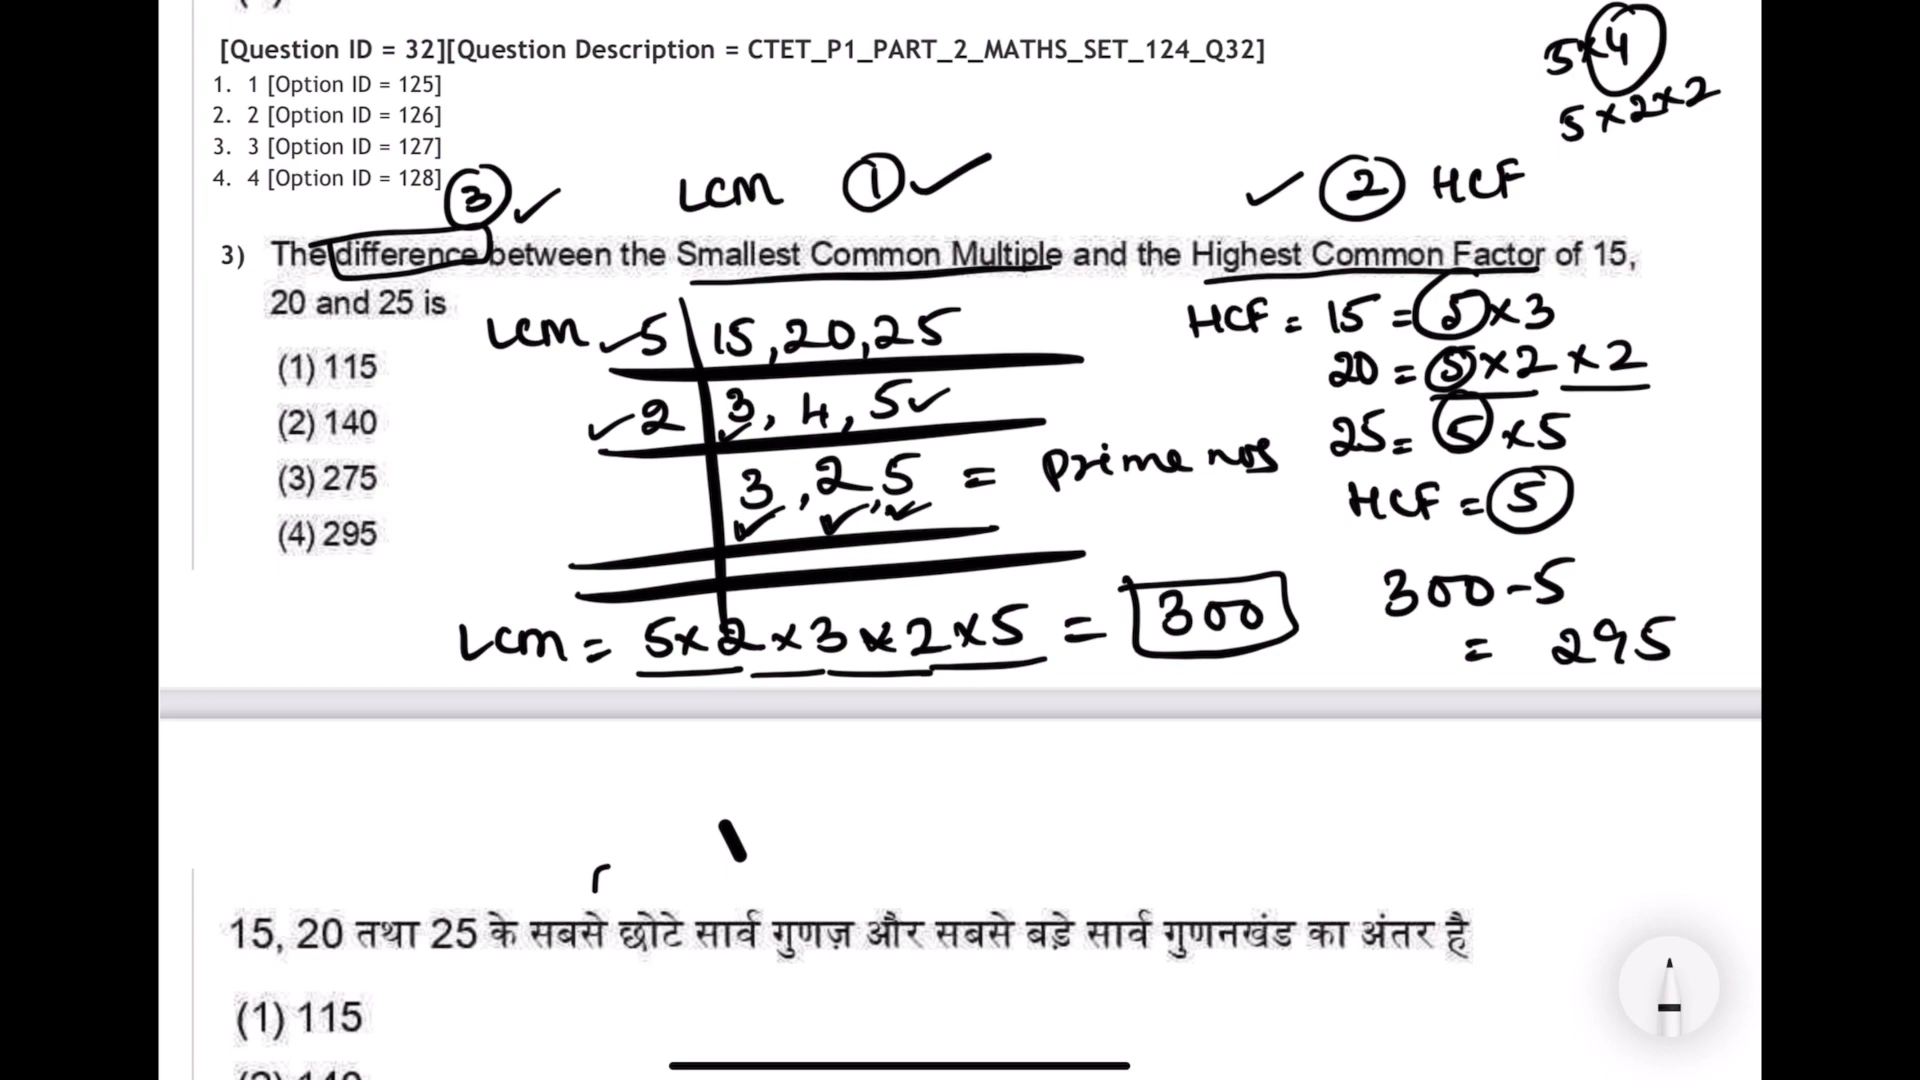 [Question ID = 32][Question Description = CTET_P1_PART_2_MATHS_SET_124_Q32]
1. 1 [Option ID = 125]
2. 2 [Option ID = 126]
3. 3 [Option ID = 127]
4. 4 [Option ID = 128]
5×4
5×2×2
3 ✓
LCM 1 ✓
✓ 2 HCF
3) The difference between the Smallest Common Multiple and the Highest Common Factor of 15,
20 and 25 is
(1) 115
(2) 140
(3) 275
(4) 295
LCM ✓5 | 15, 20, 25
✓2 | 3, 4, 5✓
3, 2, 5 = Prime nos
LCM = 5×2×3×2×5 = 300
HCF = 15 = 5×3
20 = 5×2×2
25 = 5×5
HCF = 5
300-5
= 295
15, 20 तथा 25 के सबसे छोटे सार्व गुणज़ और सबसे बड़े सार्व गुणनखंड का अंतर है
(1) 115